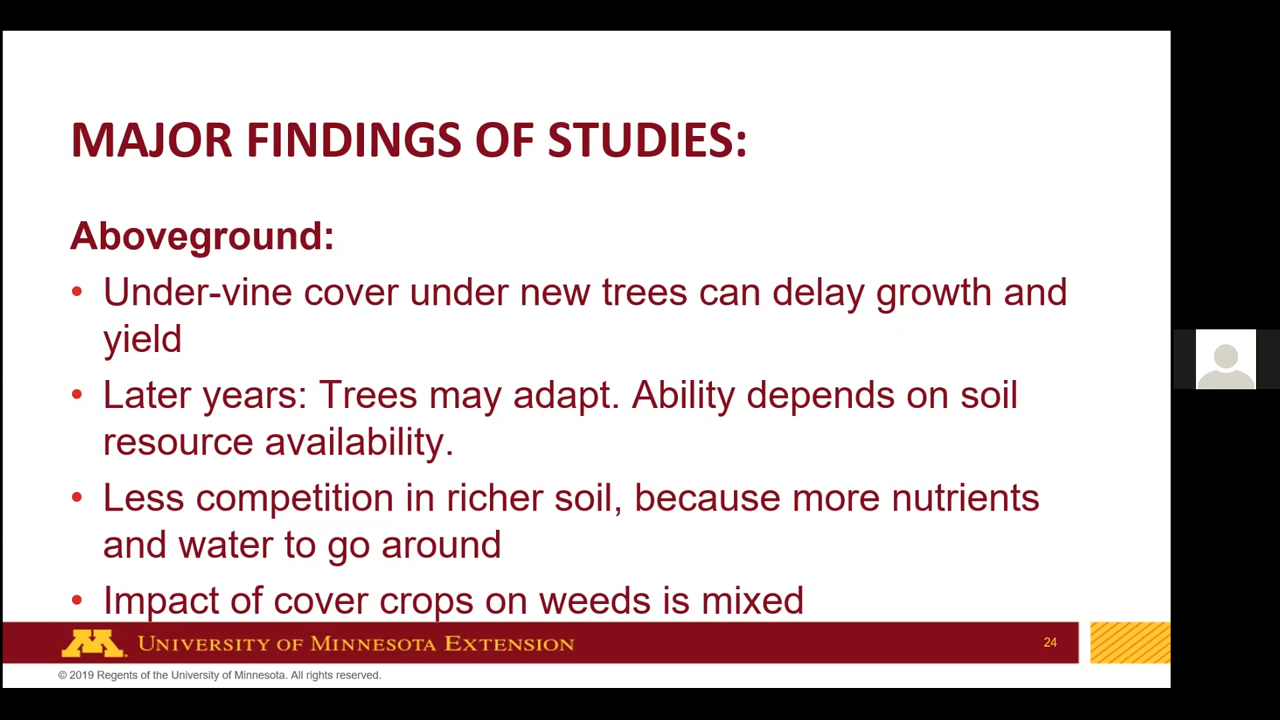 MAJOR FINDINGS OF STUDIES:
Aboveground:
• Under-vine cover under new trees can delay growth and
yield
• Later years: Trees may adapt. Ability depends on soil
resource availability.
• Less competition in richer soil, because more nutrients
and water to go around
• Impact of cover crops on weeds is mixed
M UNIVERSITY OF MINNESOTA EXTENSION
24
© 2019 Regents of the University of Minnesota. All rights reserved.